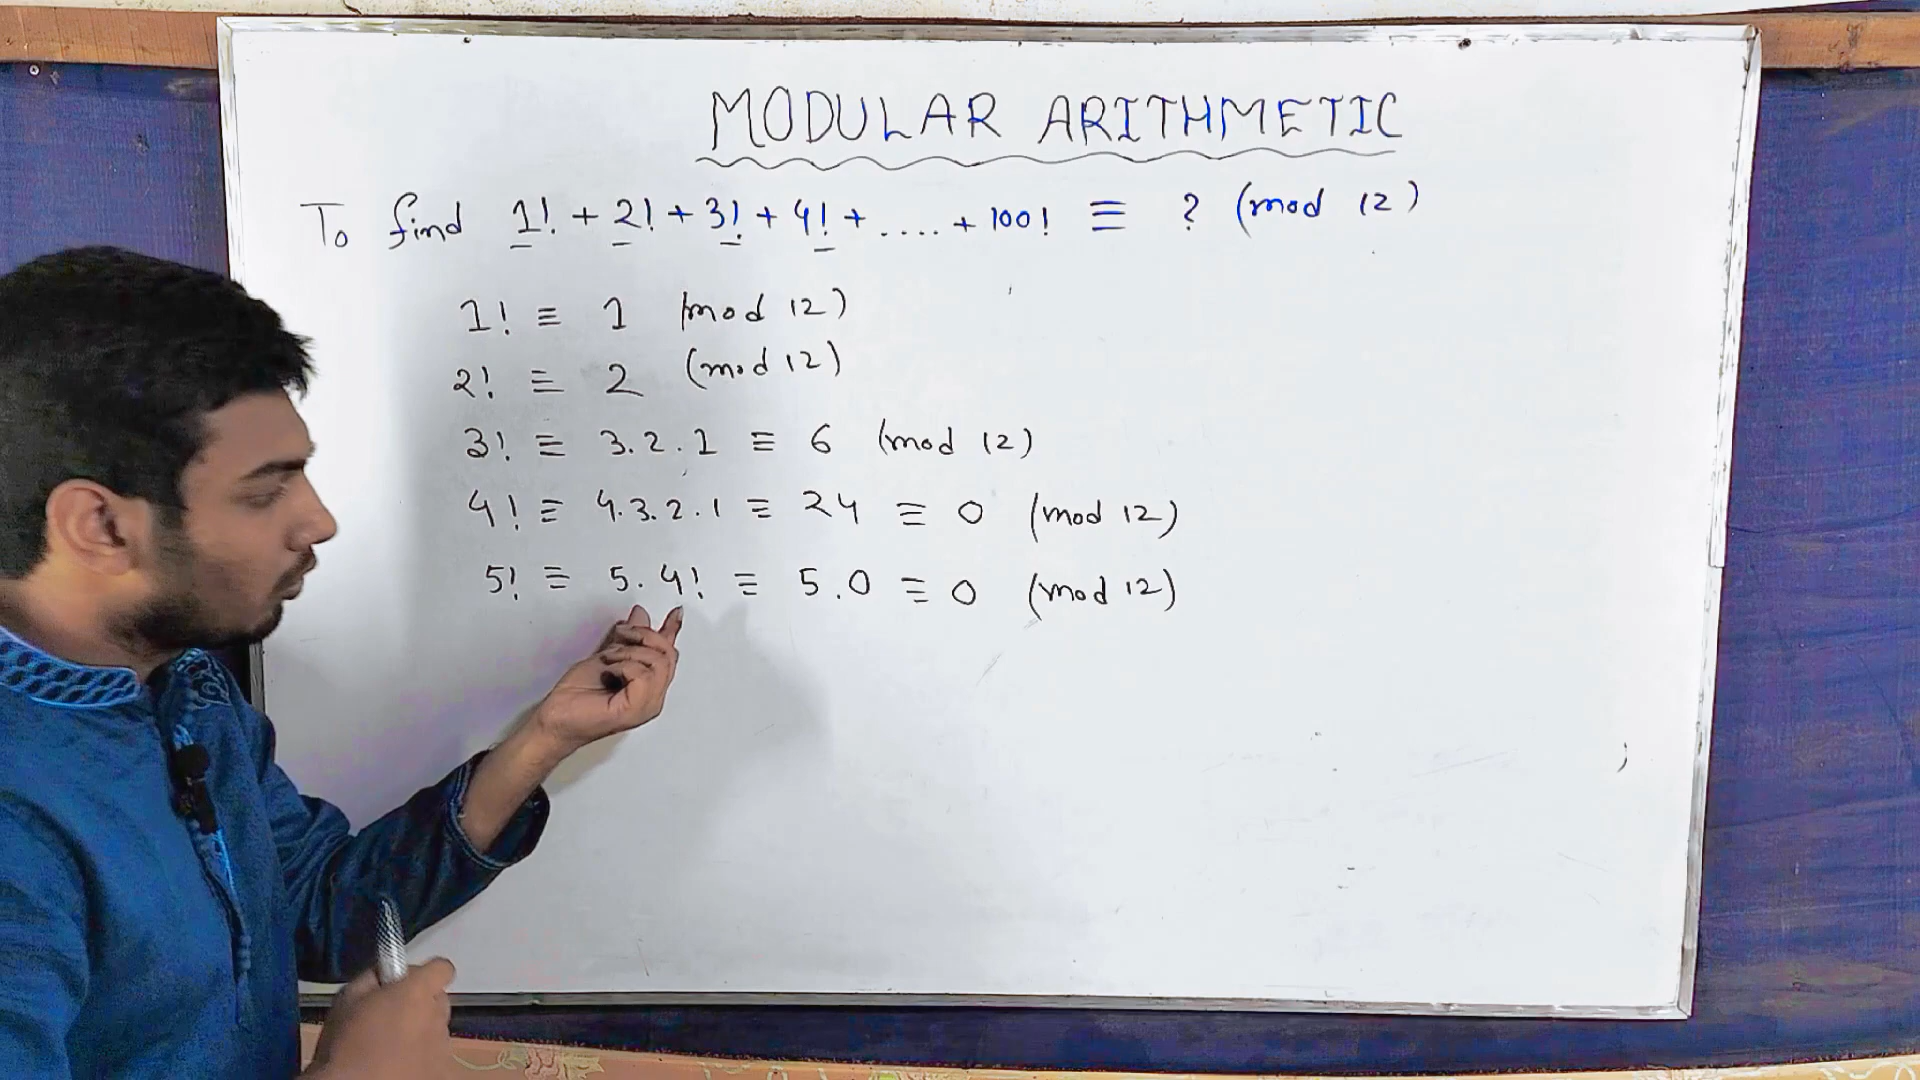 MODULAR ARITHMETIC
To find 1! + 2! + 3! + 4! + .... + 100! ≡ ? (mod 12)
1! ≡ 1 (mod 12)
2! ≡ 2 (mod 12)
3! ≡ 3.2.1 ≡ 6 (mod 12)
4! ≡ 4.3.2.1 ≡ 24 ≡ 0 (mod 12)
5! ≡ 5.4! ≡ 5.0 ≡ 0 (mod 12)